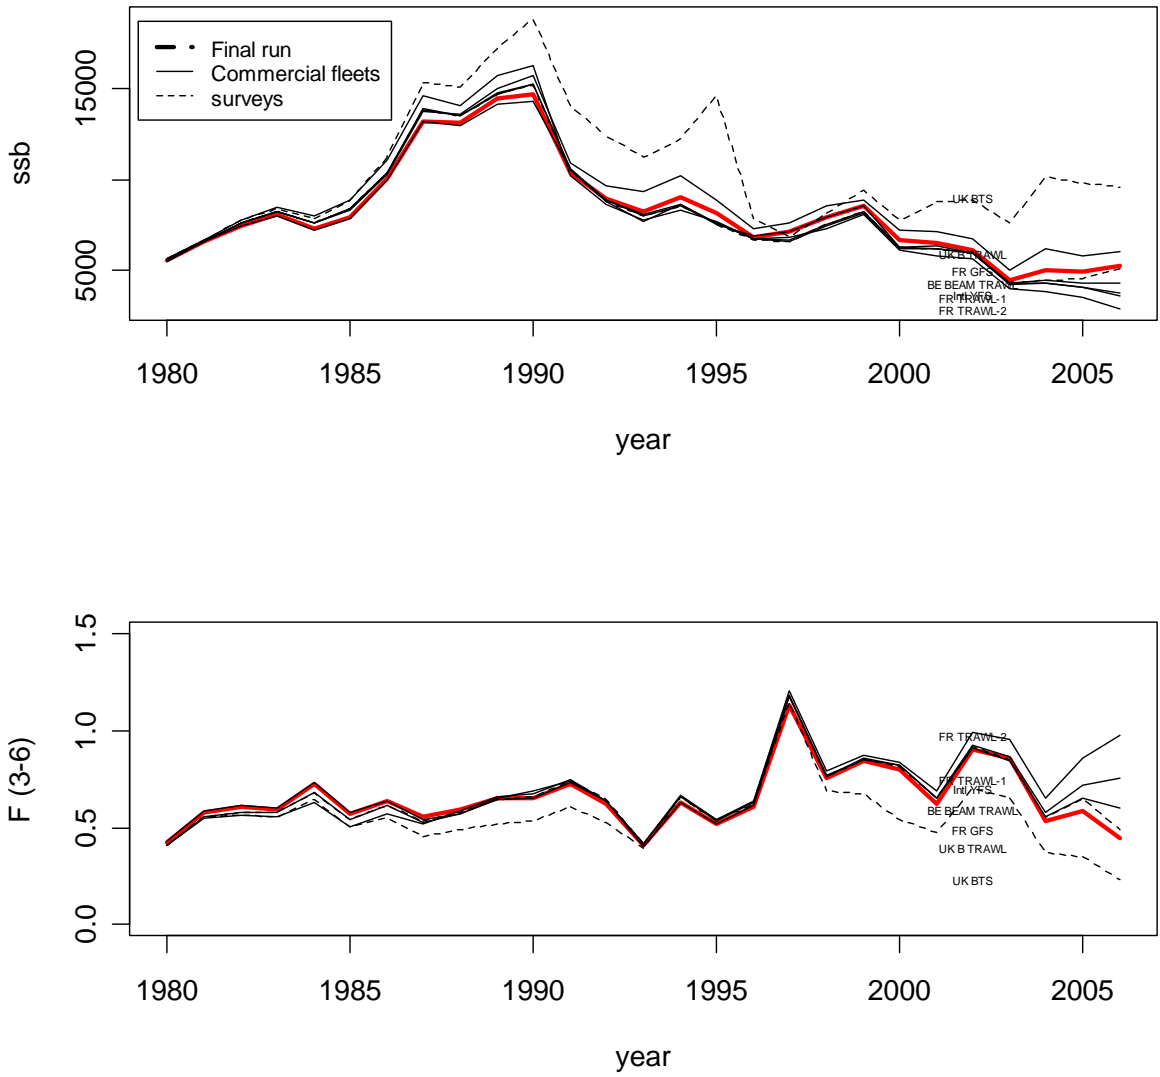 Final run
Commercial fleets
surveys
ssb
15000
5000
UK BTS
UK B TRAWL
FR GFS
BE BEAM TRAWL
Intl YFS
FR TRAWL-1
FR TRAWL-2
1980 1985 1990 1995 2000 2005
year
F (3-6)
1.5
1.0
0.5
0.0
FR TRAWL-2
FR TRAWL-1
Intl YFS
BE BEAM TRAWL
FR GFS
UK B TRAWL
UK BTS
1980 1985 1990 1995 2000 2005
year